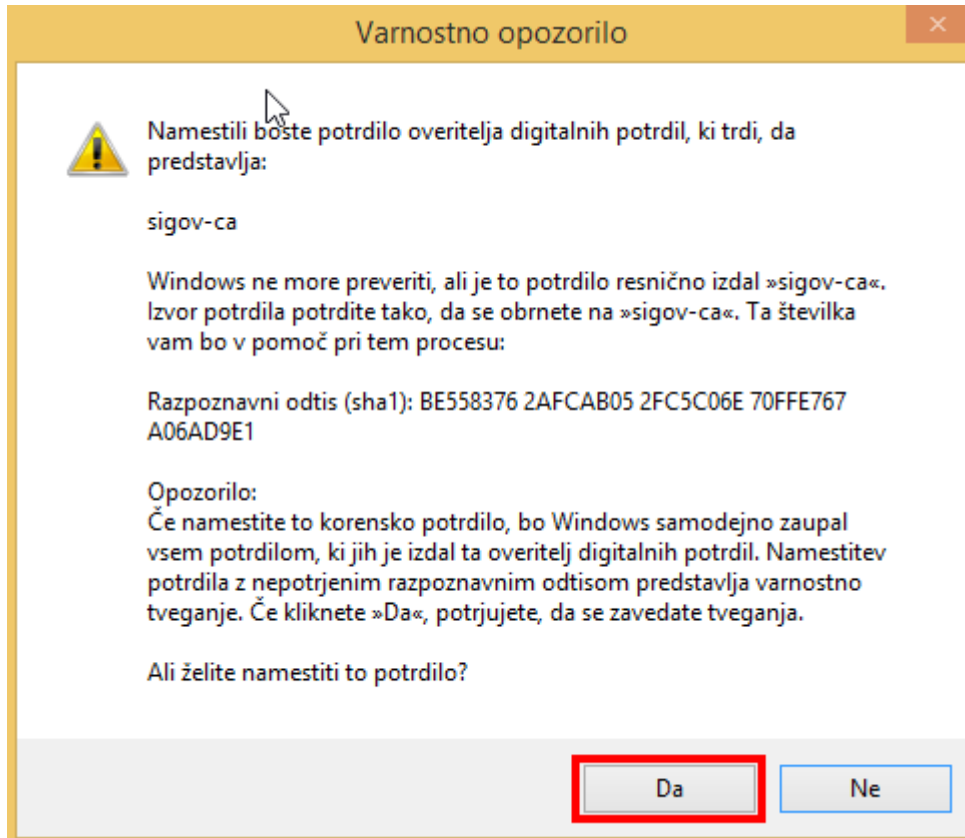 Varnostno opozorilo
Namestili boste potrdilo overitelja digitalnih potrdil, ki trdi, da
predstavlja:
sigov-ca
Windows ne more preveriti, ali je to potrdilo resnično izdal »sigov-ca«.
Izvor potrdila potrdite tako, da se obrnete na »sigov-ca«. Ta številka
vam bo v pomoč pri tem procesu:
Razpoznavni odtis (sha1): BE558376 2AFCAB05 2FC5C06E 70FFE767
A06AD9E1
Opozorilo:
Če namestite to korensko potrdilo, bo Windows samodejno zaupal
vsem potrdilom, ki jih je izdal ta overitelj digitalnih potrdil. Namestitev
potrdila z nepotrjenim razpoznavnim odtisom predstavlja varnostno
tveganje. Če kliknete »Da«, potrjujete, da se zavedate tveganja.
Ali želite namestiti to potrdilo?
Da
Ne